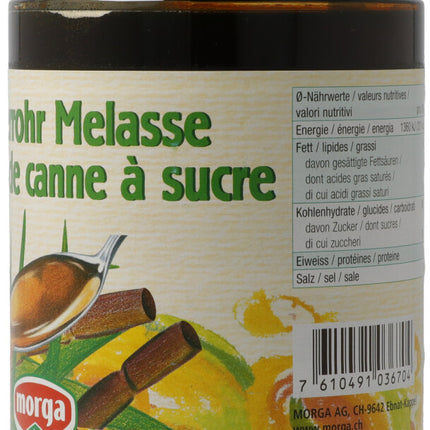 rohr Melasse
de canne à sucre
morga
Ø-Nährwerte / valeurs nutritives /
valori nutritivi
Energie / énergie / energia 1360
Fett / lipides / grassi
davon gesättigte Fettsäuren /
dont acides gras saturés /
di cui acidi grassi saturi
Kohlenhydrate / glucides / carboidrati
davon Zucker / dont sucres /
di cui zuccheri
Eiweiss / protéines / proteine
Salz / sel / sale
7 610491 036704
MORGA AG, CH-9642 Ebnat-Kappel
www.morga.ch